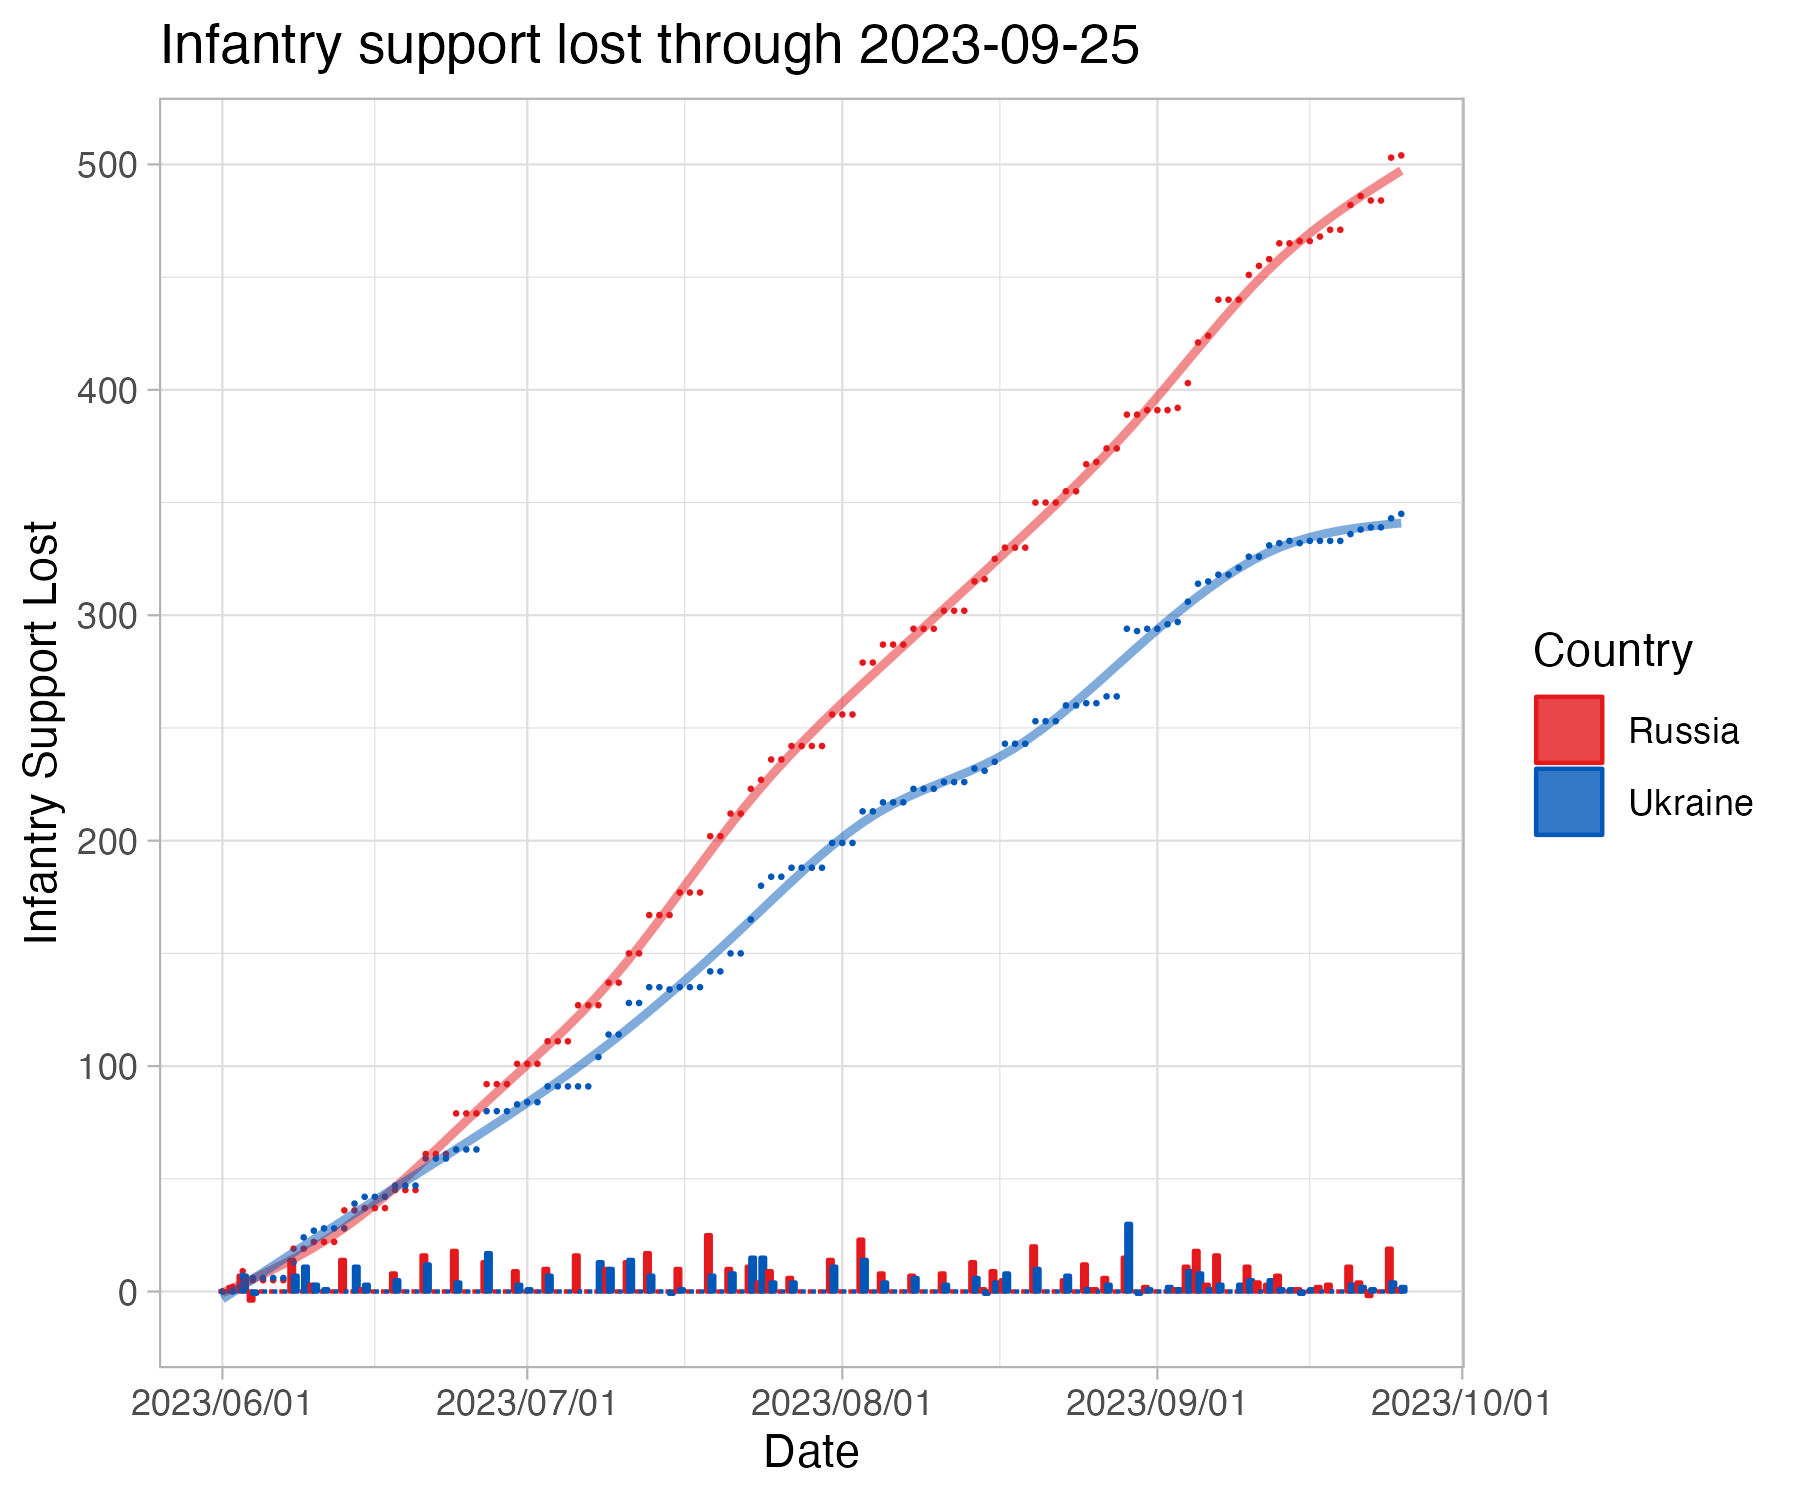 Infantry support lost through 2023-09-25
Infantry Support Lost
500
400
300
200
100
0
2023/06/01
2023/07/01
2023/08/01
2023/09/01
2023/10/01
Date
Country
Russia
Ukraine